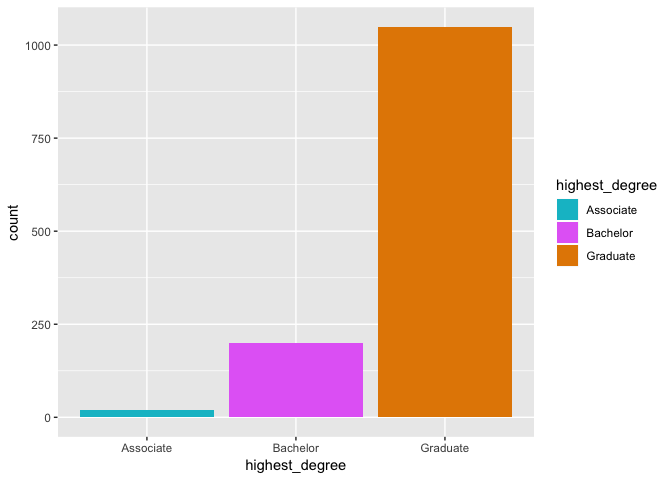 count
1000
750
500
250
0
Associate
Bachelor
Graduate
highest_degree
highest_degree
Associate
Bachelor
Graduate